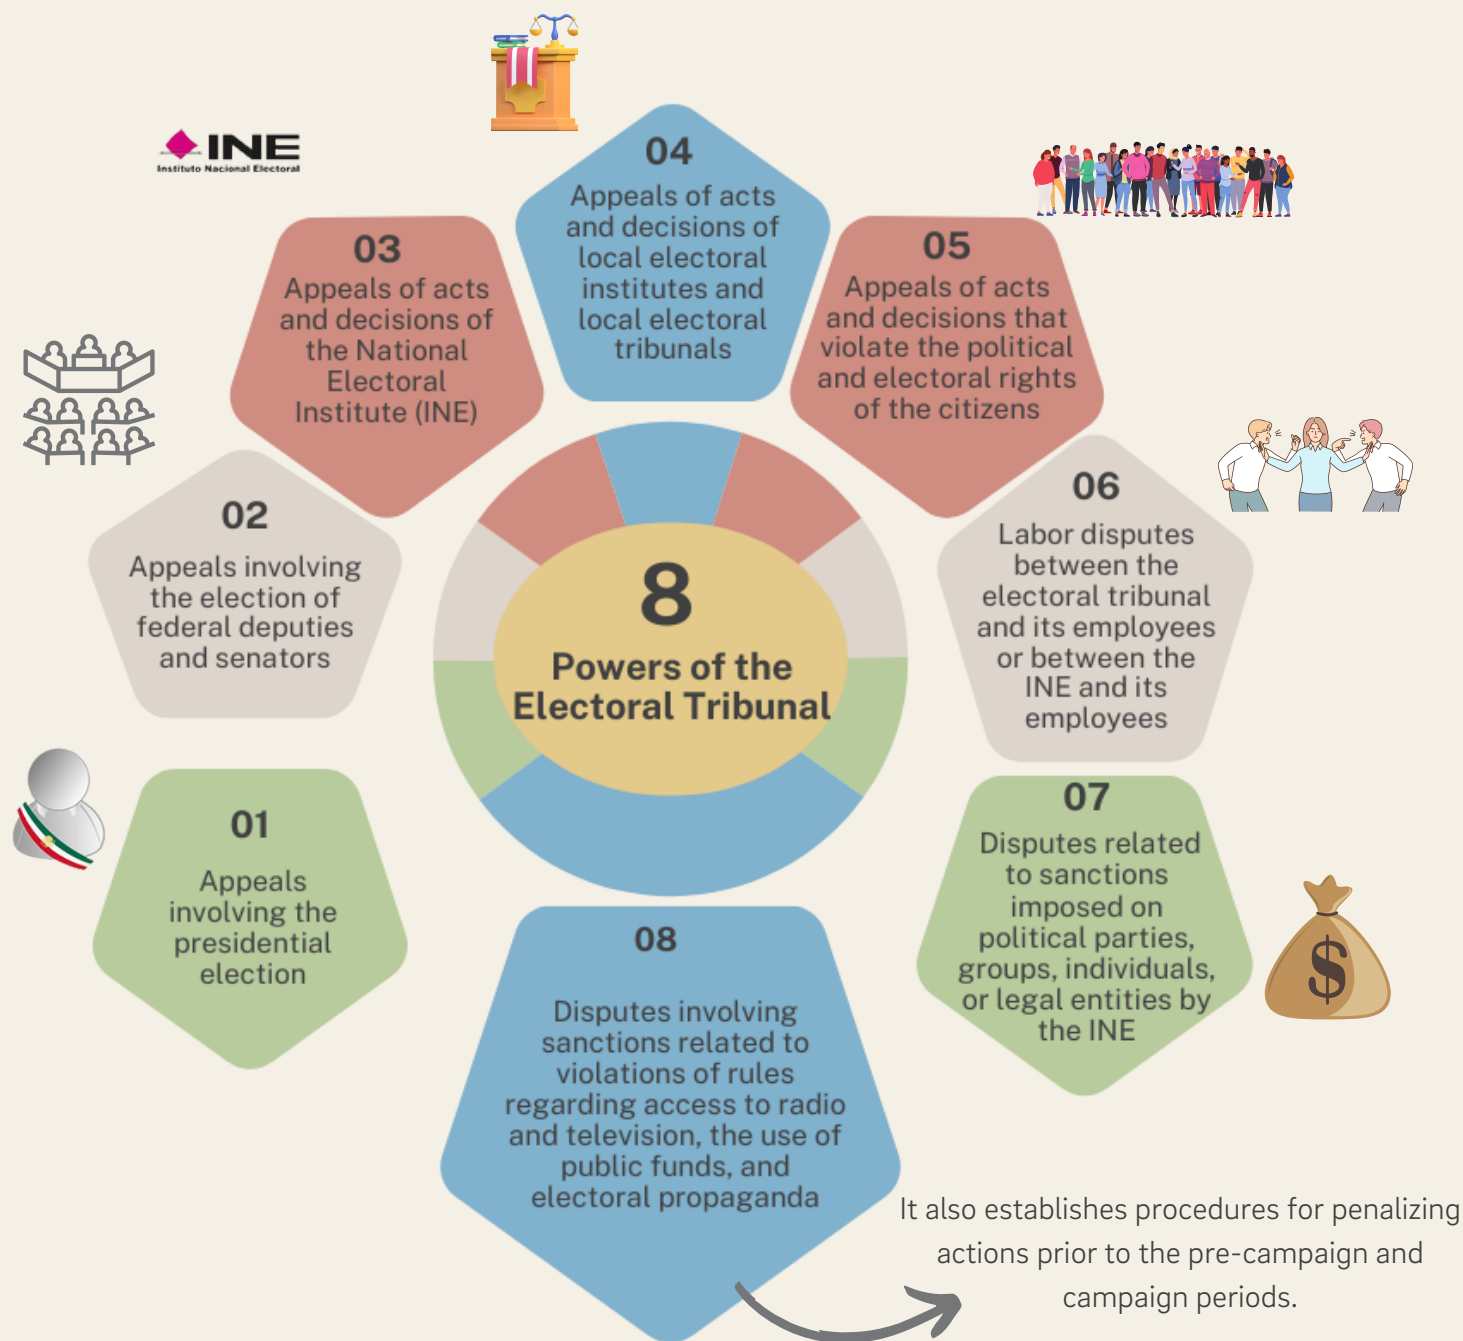 INE
Instituto Nacional Electoral
04
Appeals of acts
and decisions of
local electoral
institutes and
local electoral
tribunals
03
Appeals of acts
and decisions of
the National
Electoral
Institute (INE)
05
Appeals of acts
and decisions that
violate the political
and electoral rights
of the citizens
02
Appeals involving
the election of
federal deputies
and senators
06
Labor disputes
between the
electoral tribunal
and its employees
or between the
INE and its
employees
8
Powers of the
Electoral Tribunal
01
Appeals
involving the
presidential
election
07
Disputes related
to sanctions
imposed on
political parties,
groups, individuals,
or legal entities by
the INE
$
08
Disputes involving
sanctions related to
violations of rules
regarding access to radio
and television, the use of
public funds, and
electoral propaganda
It also establishes procedures for penalizing
actions prior to the pre-campaign and
campaign periods.